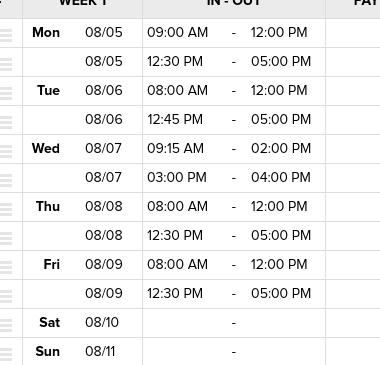 WEEK 1 IN - OUT PAY
Mon 08/05 09:00 AM - 12:00 PM
08/05 12:30 PM - 05:00 PM
Tue 08/06 08:00 AM - 12:00 PM
08/06 12:45 PM - 05:00 PM
Wed 08/07 09:15 AM - 02:00 PM
08/07 03:00 PM - 04:00 PM
Thu 08/08 08:00 AM - 12:00 PM
08/08 12:30 PM - 05:00 PM
Fri 08/09 08:00 AM - 12:00 PM
08/09 12:30 PM - 05:00 PM
Sat 08/10 -
Sun 08/11 -